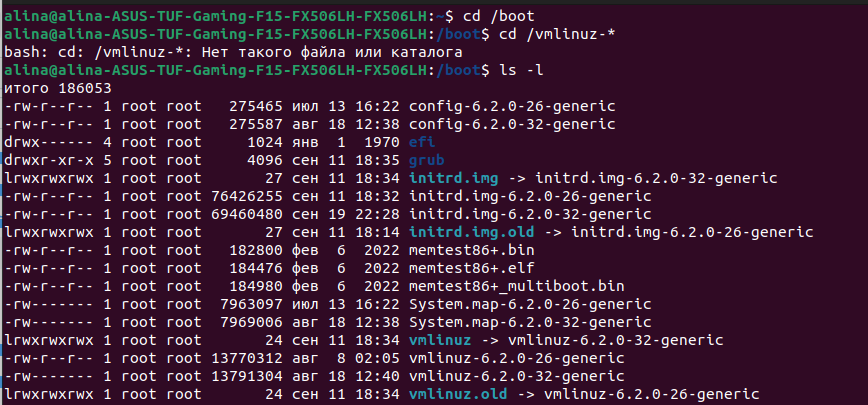 alina@alina-ASUS-TUF-Gaming-F15-FX506LH-FX506LH:~$ cd /boot
alina@alina-ASUS-TUF-Gaming-F15-FX506LH-FX506LH:/boot$ cd /vmlinuz-*
bash: cd: /vmlinuz-*: Нет такого файла или каталога
alina@alina-ASUS-TUF-Gaming-F15-FX506LH-FX506LH:/boot$ ls -l
итого 186053
-rw-r--r-- 1 root root   275465 июл 13 16:22 config-6.2.0-26-generic
-rw-r--r-- 1 root root   275587 авг 18 12:38 config-6.2.0-32-generic
drwx------ 4 root root     1024 янв  1  1970 efi
drwxr-xr-x 5 root root     4096 сен 11 18:35 grub
lrwxrwxrwx 1 root root       27 сен 11 18:34 initrd.img -> initrd.img-6.2.0-32-generic
-rw-r--r-- 1 root root 76426255 сен 11 18:32 initrd.img-6.2.0-26-generic
-rw-r--r-- 1 root root 69460480 сен 19 22:28 initrd.img-6.2.0-32-generic
lrwxrwxrwx 1 root root       27 сен 11 18:14 initrd.img.old -> initrd.img-6.2.0-32-generic
-rw-r--r-- 1 root root   182800 фев  6  2022 memtest86+.bin
-rw-r--r-- 1 root root   184476 фев  6  2022 memtest86+.elf
-rw-r--r-- 1 root root   184980 фев  6  2022 memtest86+_multiboot.bin
-rw------- 1 root root  7963097 июл 13 16:22 System.map-6.2.0-26-generic
-rw------- 1 root root  7969006 авг 18 12:38 System.map-6.2.0-32-generic
lrwxrwxrwx 1 root root       24 сен 11 18:34 vmlinuz -> vmlinuz-6.2.0-32-generic
-rw-r--r-- 1 root root 13770312 авг  8 02:05 vmlinuz-6.2.0-26-generic
-rw------- 1 root root 13791304 авг 18 12:40 vmlinuz-6.2.0-32-generic
lrwxrwxrwx 1 root root       24 сен 11 18:34 vmlinuz.old -> vmlinuz-6.2.0-26-generic